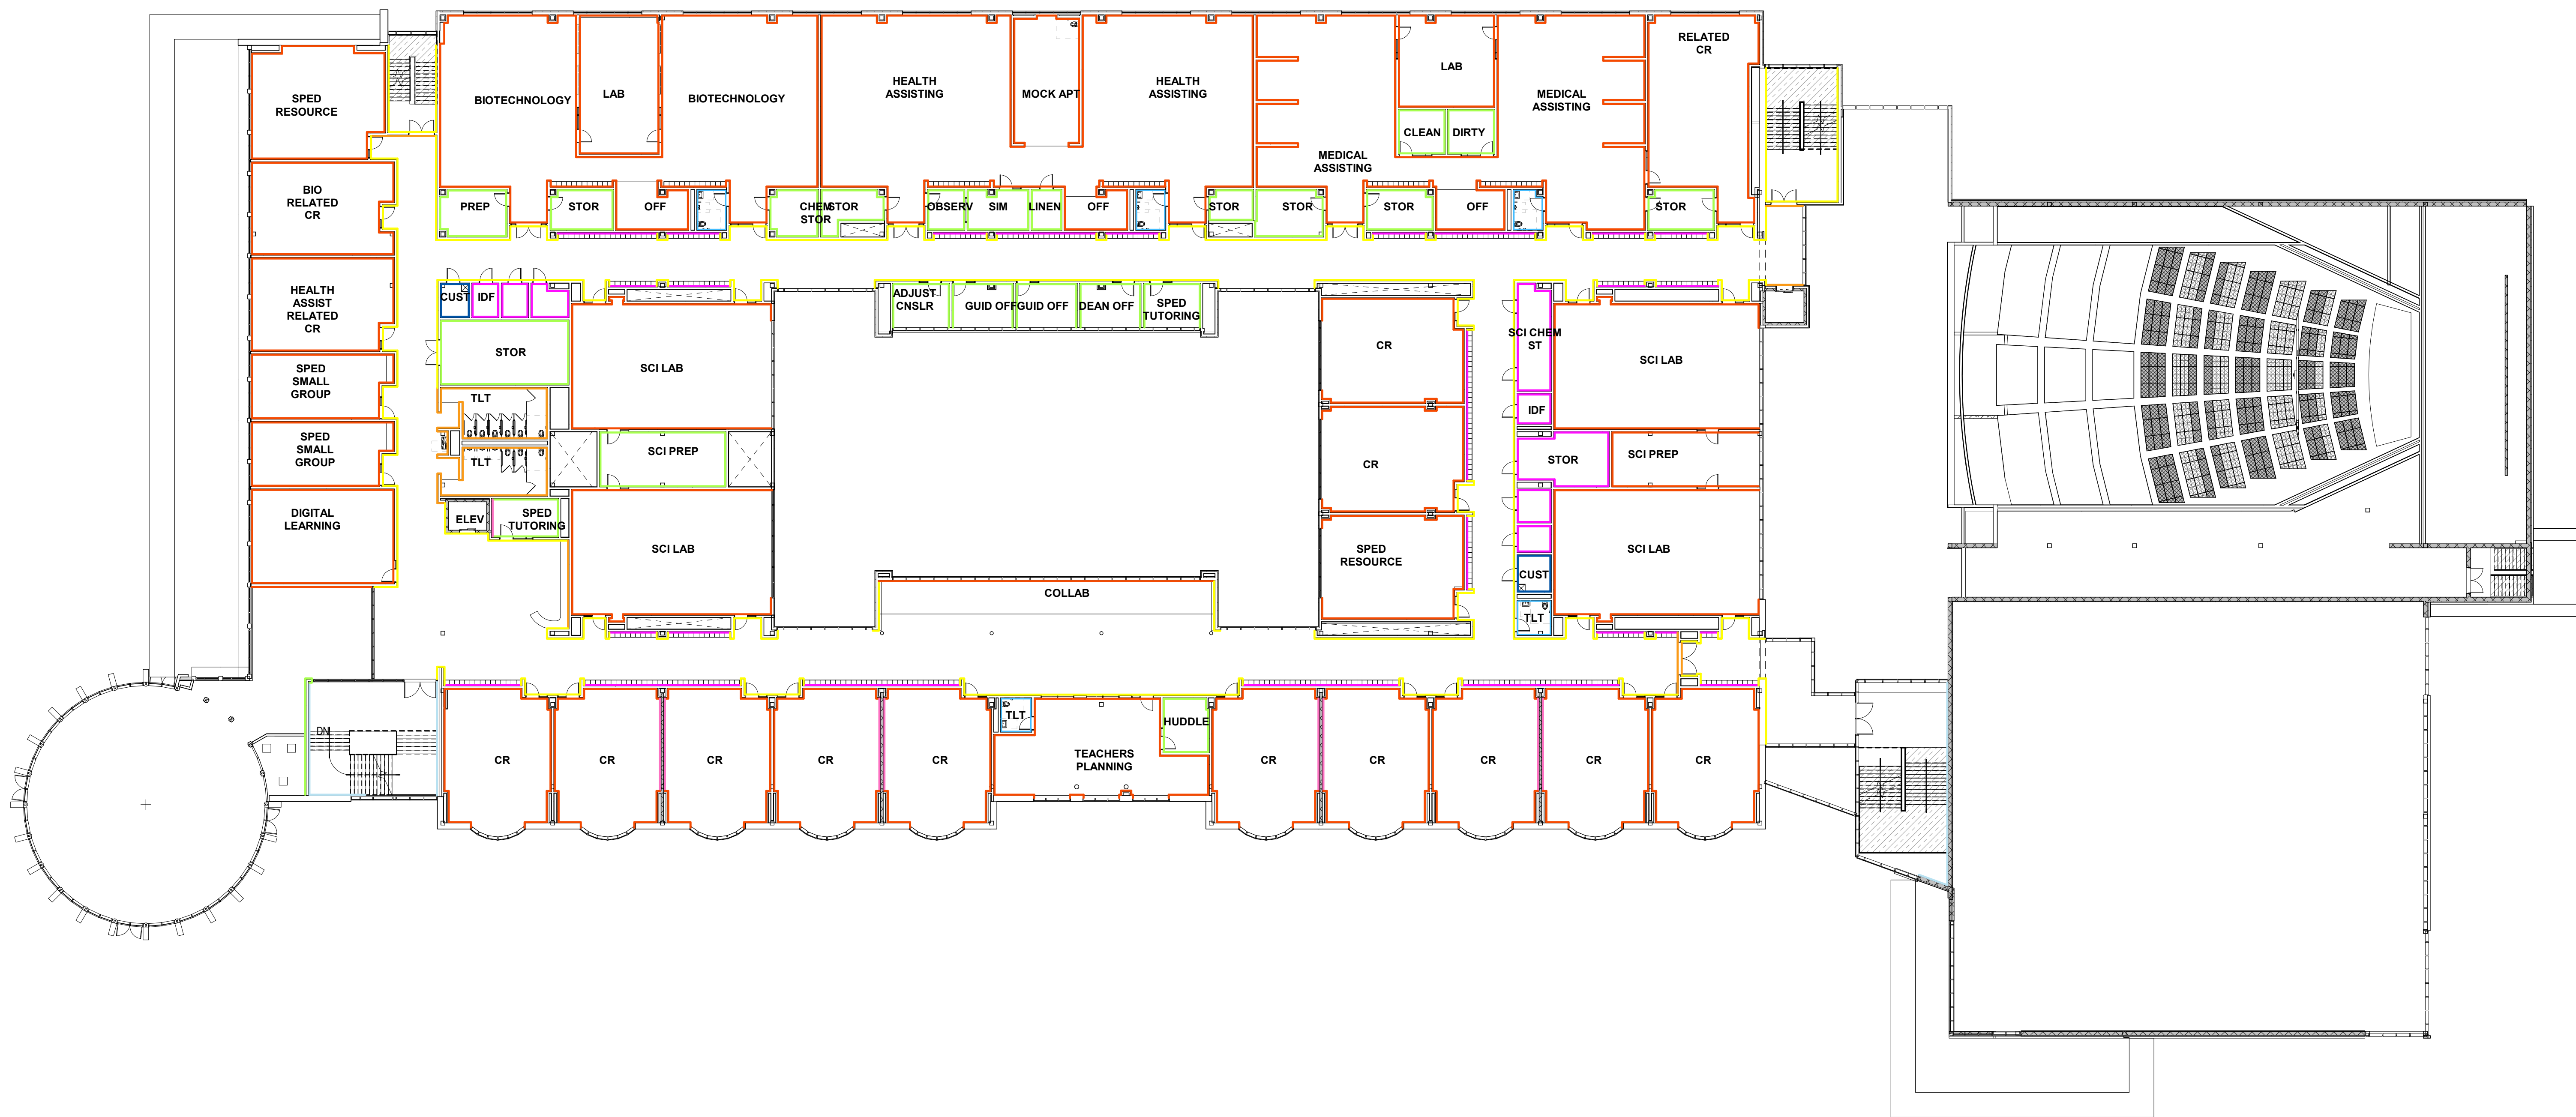 RELATED
CR
SPED
RESOURCE
BIOTECHNOLOGY
LAB
BIOTECHNOLOGY
HEALTH
ASSISTING
MOCK APT
HEALTH
ASSISTING
LAB
MEDICAL
ASSISTING
CLEAN
DIRTY
MEDICAL
ASSISTING
BIO
RELATED
CR
PREP
STOR
OFF
CHEM
STOR
STOR
OBSERV
SIM
LINEN
OFF
STOR
STOR
STOR
OFF
STOR
HEALTH
ASSIST
RELATED
CR
CUST
IDF
ADJUST
CNSLR
GUID OFF
GUID OFF
DEAN OFF
SPED
TUTORING
SCI CHEM
ST
STOR
SCI LAB
CR
SCI LAB
SPED
SMALL
GROUP
TLT
IDF
SPED
SMALL
GROUP
TLT
SCI PREP
CR
STOR
SCI PREP
DIGITAL
LEARNING
ELEV
SPED
TUTORING
SCI LAB
SPED
RESOURCE
SCI LAB
CUST
COLLAB
TLT
DN
TLT
HUDDLE
CR
CR
CR
CR
CR
TEACHERS
PLANNING
CR
CR
CR
CR
CR